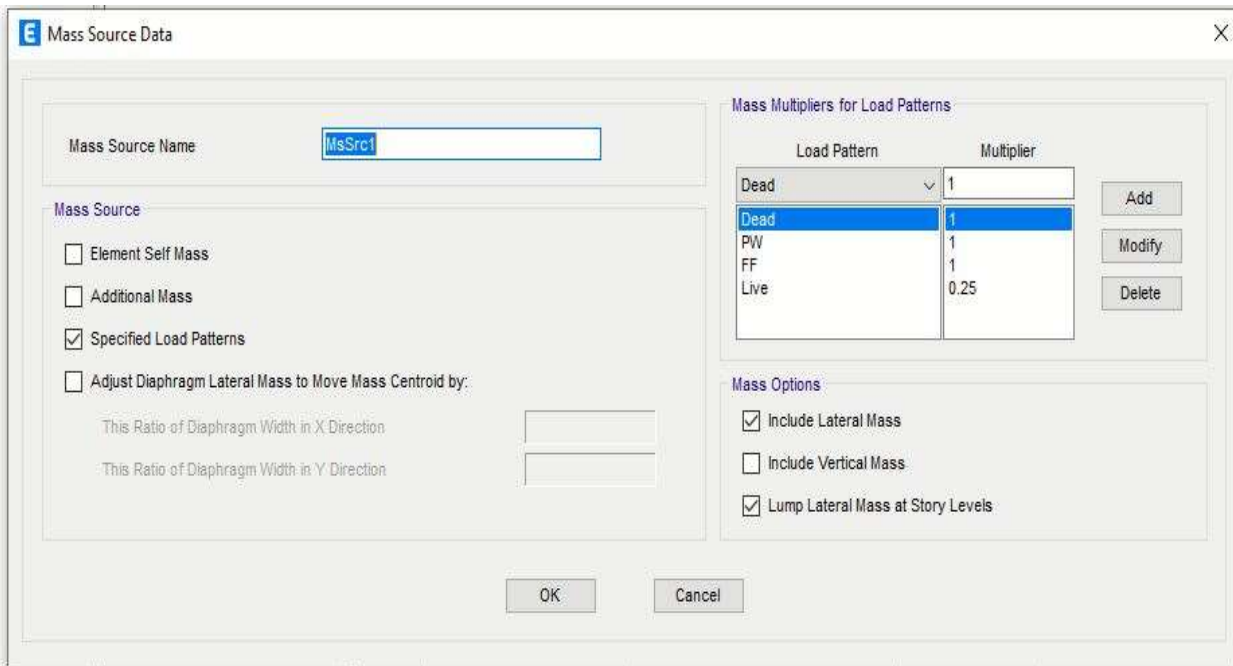 E Mass Source Data X
Mass Source Name MsSrc1
Mass Source
Element Self Mass
Additional Mass
Specified Load Patterns
Adjust Diaphragm Lateral Mass to Move Mass Centroid by:
This Ratio of Diaphragm Width in X Direction
This Ratio of Diaphragm Width in Y Direction
Mass Multipliers for Load Patterns
Load Pattern Multiplier
Dead 1 Add
Dead 1
PW 1 Modify
FF 1
Live 0.25 Delete
Mass Options
Include Lateral Mass
Include Vertical Mass
Lump Lateral Mass at Story Levels
OK Cancel